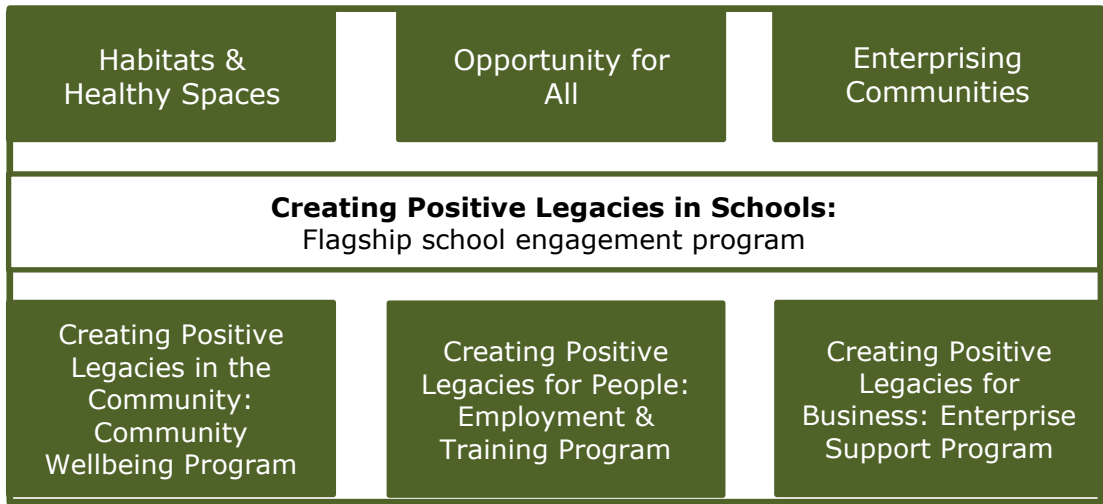 Habitats &
Healthy Spaces
Opportunity for
All
Enterprising
Communities
Creating Positive Legacies in Schools:
Flagship school engagement program
Creating Positive
Legacies in the
Community:
Community
Wellbeing Program
Creating Positive
Legacies for People:
Employment &
Training Program
Creating Positive
Legacies for
Business: Enterprise
Support Program